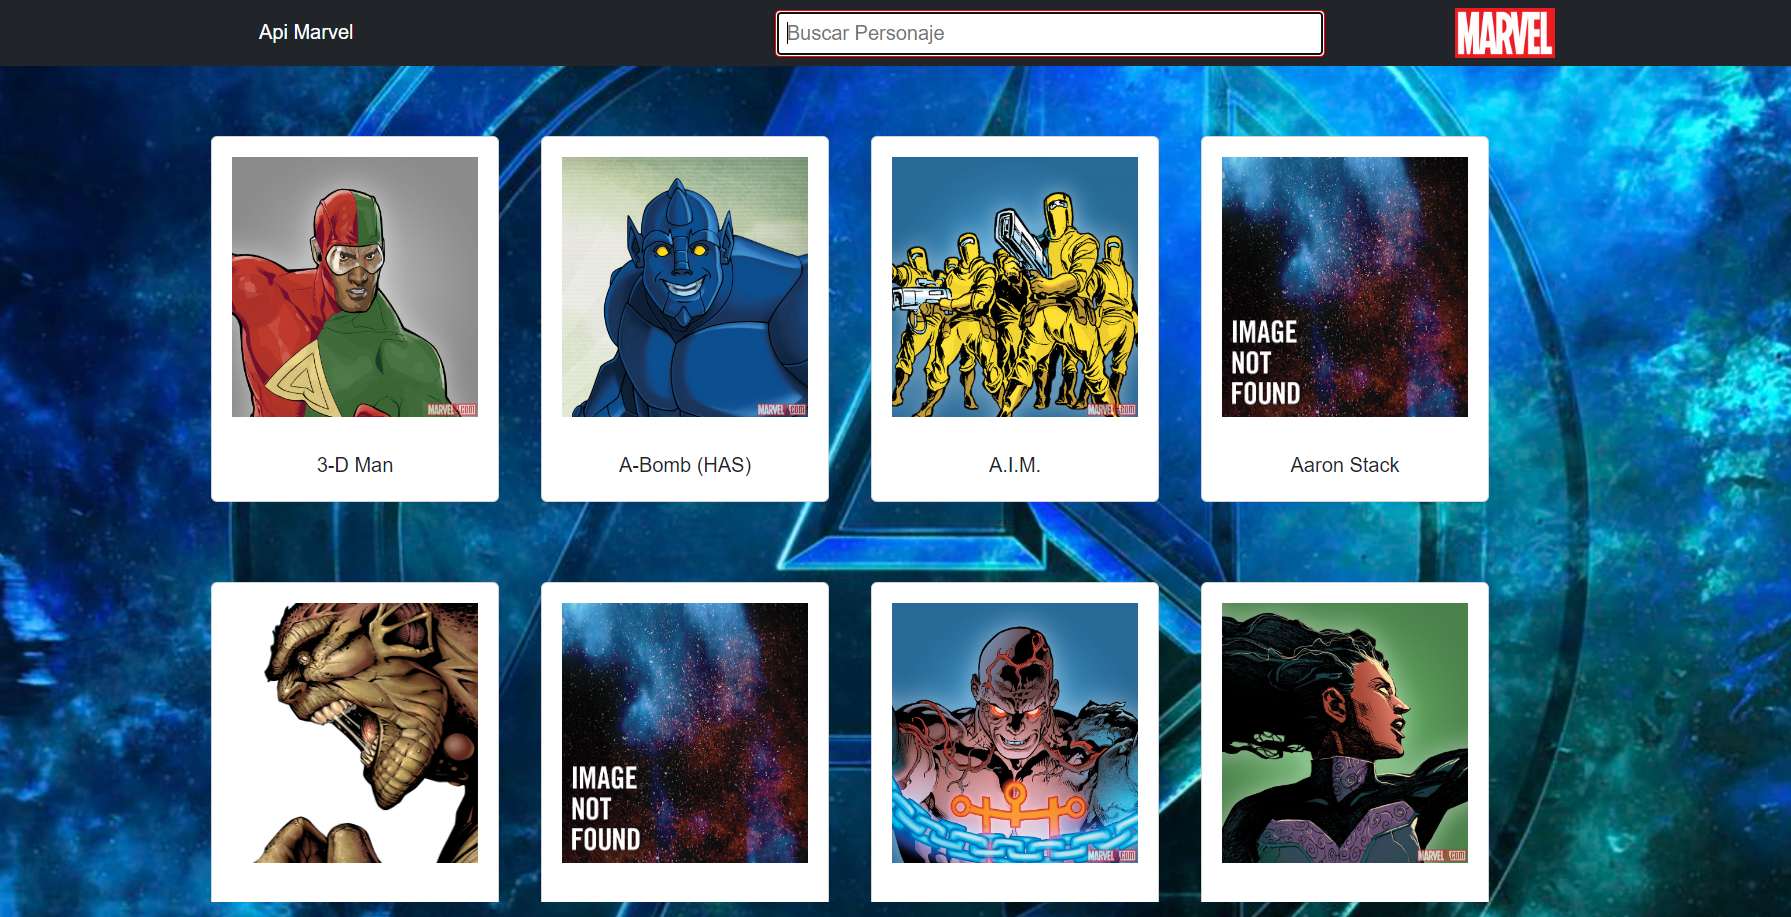 Api Marvel
Buscar Personaje
MARVEL
MARVEL.COM
MARVEL.COM
MARVEL.COM
IMAGE
NOT
FOUND
3-D Man
A-Bomb (HAS)
A.I.M.
Aaron Stack
IMAGE
NOT
FOUND
MARVEL.COM
MARVEL.COM